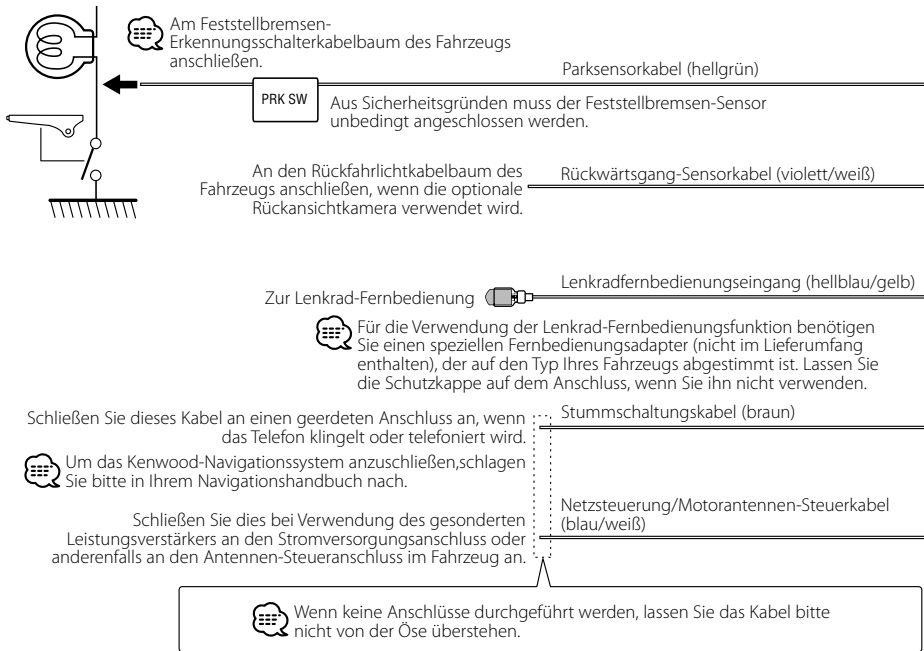 Am Feststellbremsen-
Erkennungsschalterkabelbaum des Fahrzeugs
anschließen.
Parksensorkabel (hellgrün)
PRK SW
Aus Sicherheitsgründen muss der Feststellbremsen-Sensor
unbedingt angeschlossen werden.
An den Rückfahrlichtkabelbaum des
Fahrzeugs anschließen, wenn die optionale
Rückansichtkamera verwendet wird.
Rückwärtsgang-Sensorkabel (violett/weiß)
Lenkradfernbedienungseingang (hellblau/gelb)
Zur Lenkrad-Fernbedienung
Für die Verwendung der Lenkrad-Fernbedienungsfunktion benötigen
Sie einen speziellen Fernbedienungsadapter (nicht im Lieferumfang
enthalten), der auf den Typ Ihres Fahrzeugs abgestimmt ist. Lassen Sie
die Schutzkappe auf dem Anschluss, wenn Sie ihn nicht verwenden.
Schließen Sie dieses Kabel an einen geerdeten Anschluss an, wenn
das Telefon klingelt oder telefoniert wird.
Stummschaltungskabel (braun)
Um das Kenwood-Navigationssystem anzuschließen,schlagen
Sie bitte in Ihrem Navigationshandbuch nach.
Schließen Sie dies bei Verwendung des gesonderten
Leistungsverstärkers an den Stromversorgungsanschluss oder
anderenfalls an den Antennen-Steueranschluss im Fahrzeug an.
Netzsteuerung/Motorantennen-Steuerkabel
(blau/weiß)
Wenn keine Anschlüsse durchgeführt werden, lassen Sie das Kabel bitte
nicht von der Öse überstehen.